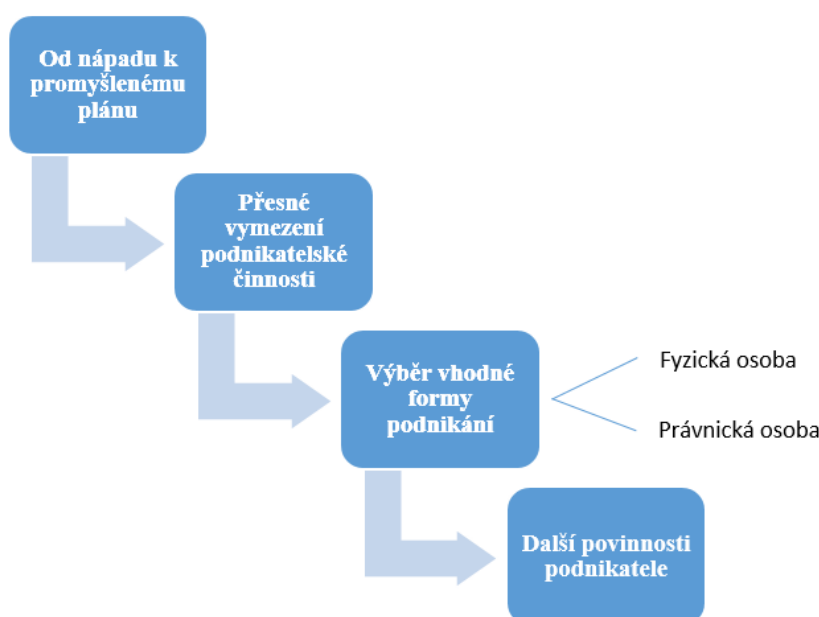 Od nápadu k
promyšlenému
plánu
Přesné
vymezení
podnikatelské
činnosti
Výběr vhodné
formy
podnikání
Fyzická osoba
Právnická osoba
Další povinnosti
podnikatele